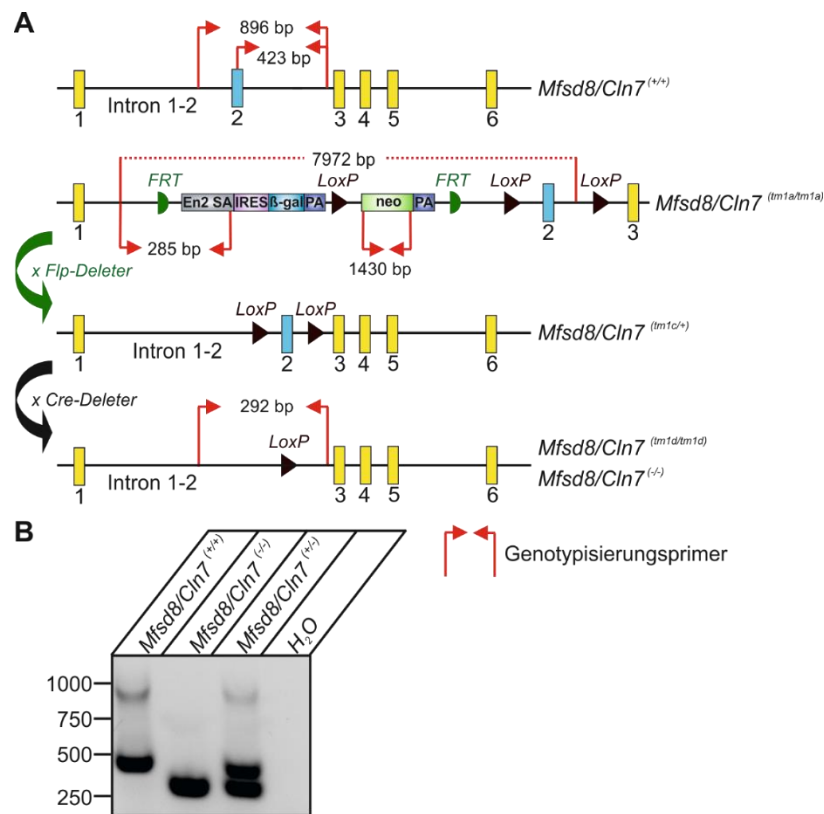 A
896 bp
423 bp
Intron 1-2
1 2 3 4 5 6
Mfsd8/Cln7 (+/+)
7972 bp
FRT LoxP FRT LoxP LoxP
En2 SA IRES ß-gal PA neo PA
Mfsd8/Cln7 (tm1a/tm1a)
1 2 3
285 bp
1430 bp
x Flp-Deleter
LoxP LoxP
Mfsd8/Cln7 (tm1c/+)
Intron 1-2
1 2 3 4 5 6
x Cre-Deleter
292 bp
LoxP
Mfsd8/Cln7 (tm1d/tm1d)
Intron 1-2
Mfsd8/Cln7 (-/-)
1 3 4 5 6
B
Mfsd8/Cln7 (+/+)
Mfsd8/Cln7 (-/-)
Mfsd8/Cln7 (+/-)
H2O
Genotypisierungsprimer
1000
750
500
250